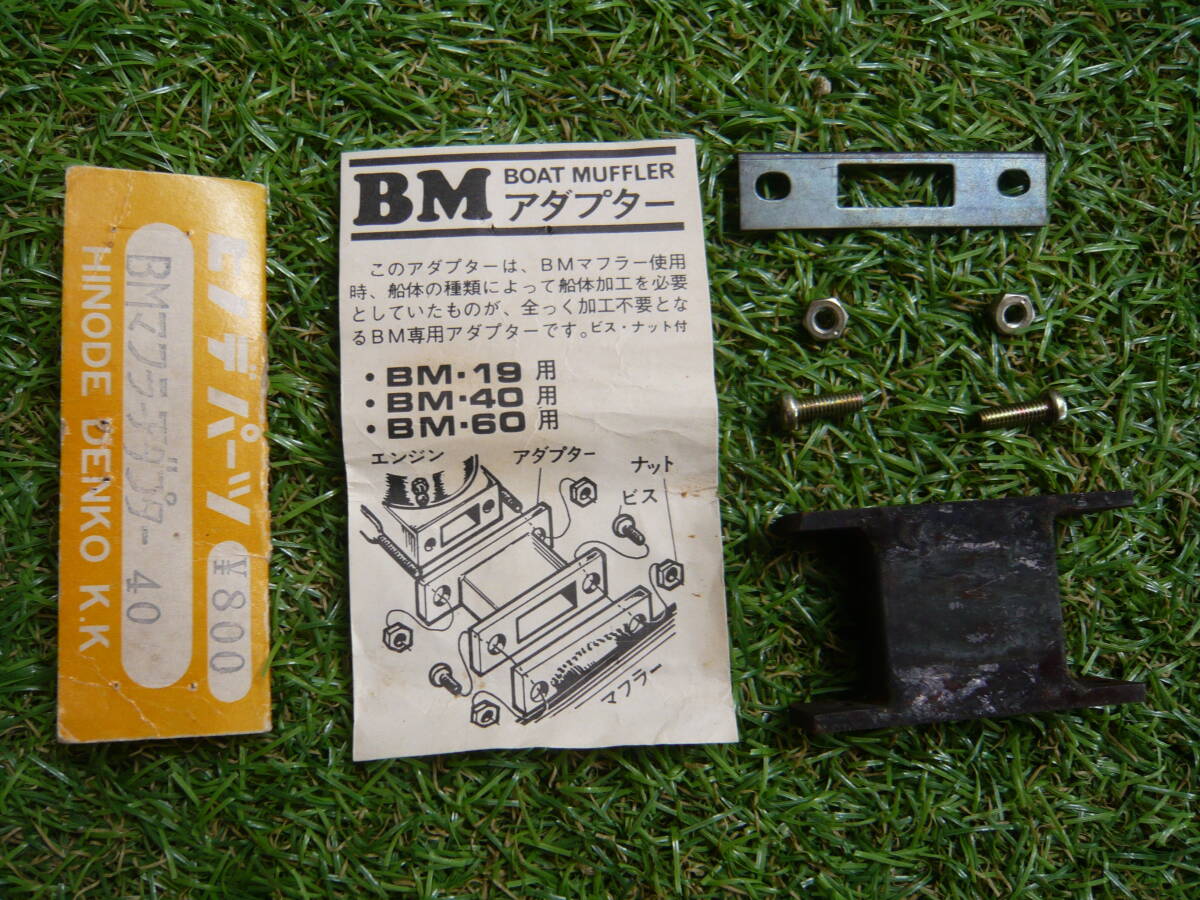 ヒノデパーツ ¥800
BMマフラーアダプター 40
HINODE DENKO K.K
BM BOAT MUFFLER
アダプター
このアダプターは、BMマフラー使用
時、船体の種類によって船体加工を必要
としていたものが、全っく加工不要とな
るBM専用アダプターです。ビス・ナット付
・BM・19 用
・BM・40 用
・BM・60 用
エンジン
アダプター
ナット
ビス
マフラー